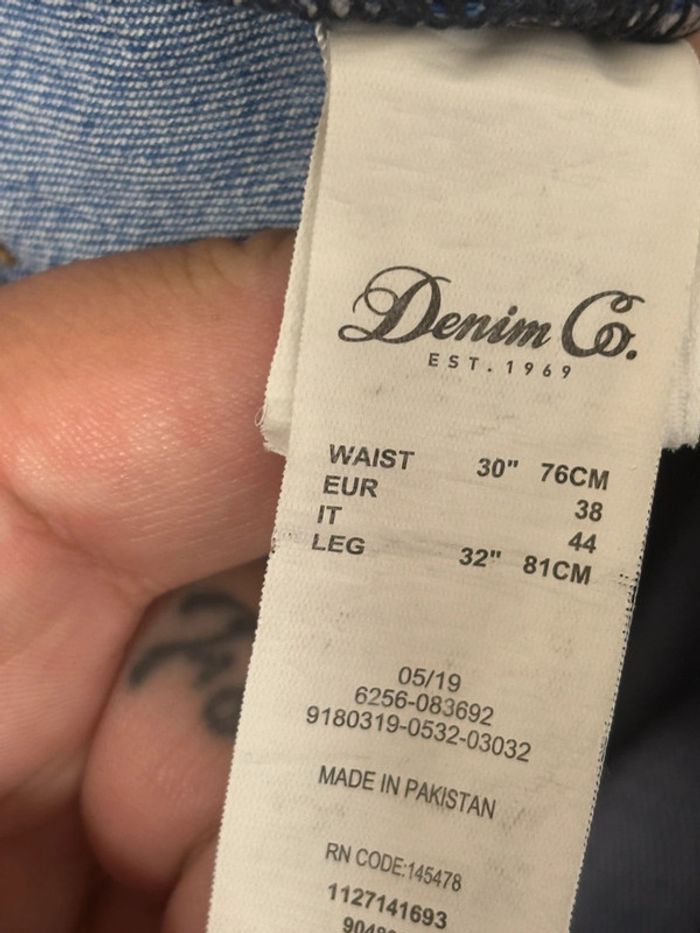 Denim Co.
EST. 1969
WAIST 30" 76CM
EUR 38
IT 44
LEG 32" 81CM
05/19
6256-083692
9180319-0532-03032
MADE IN PAKISTAN
RN CODE:145478
1127141693